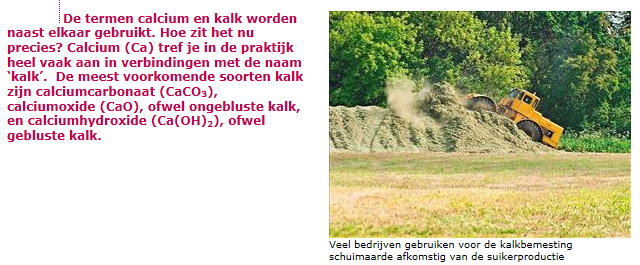 De termen calcium en kalk worden
naast elkaar gebruikt. Hoe zit het nu
precies? Calcium (Ca) tref je in de praktijk
heel vaak aan in verbindingen met de naam
‘kalk’.  De meest voorkomende soorten kalk
zijn calciumcarbonaat (CaCO₃),
calciumoxide (CaO), ofwel ongebluste kalk,
en calciumhydroxide (Ca(OH)₂), ofwel
gebluste kalk.
Veel bedrijven gebruiken voor de kalkbemesting
schuimaarde afkomstig van de suikerproductie